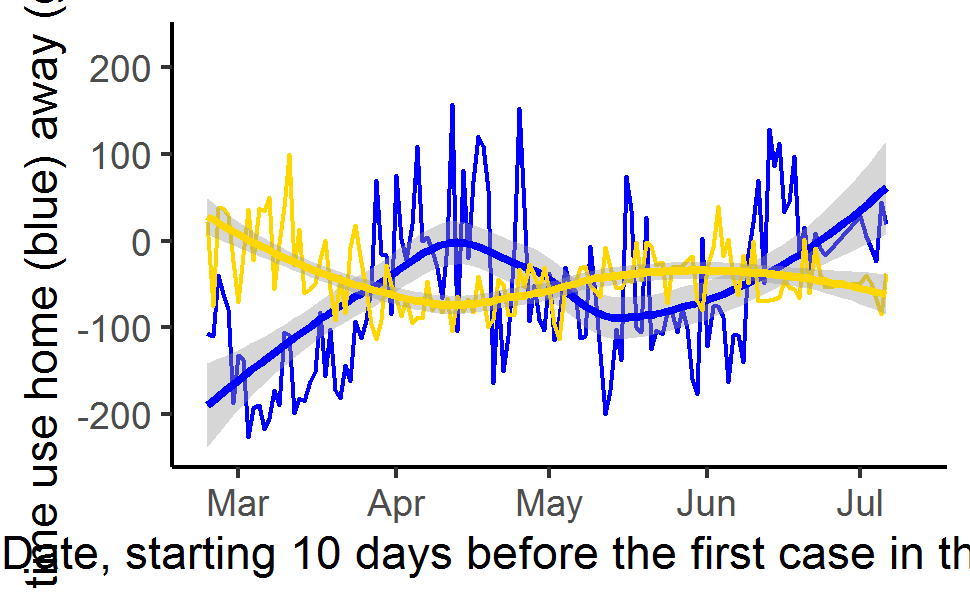 time use home (blue) away (g
200
100
0
-100
-200
Mar Apr May Jun Jul
Date, starting 10 days before the first case in th